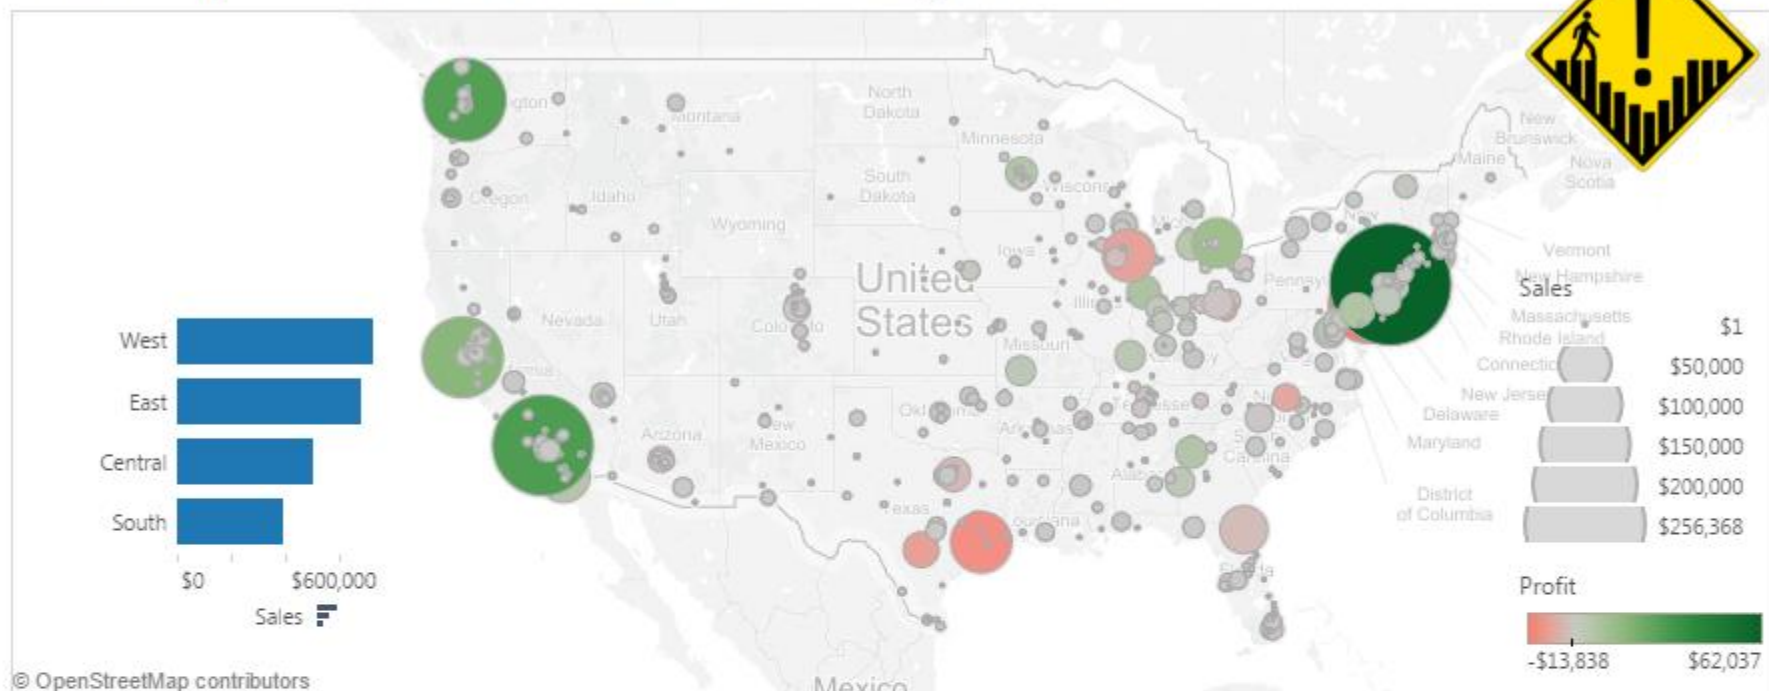 North
Dakota
Montana
Minnesota
New
Brunswick
Maine
Nova
Scotia
South
Dakota
Oregon
Idaho
Wyoming
Iowa
United
States
Vermont
New Hampshire
Massachusetts
Rhode Island
New Jerse
Delaware
Maryland
District
of Columbia
Nevada
Utah
Arizona
New
Mexico
Texas
Mexico
West
East
Central
South
$0
$600,000
Sales
Sales
$1
$50,000
$100,000
$150,000
$200,000
$256,368
Profit
-$13,838
$62,037
© OpenStreetMap contributors